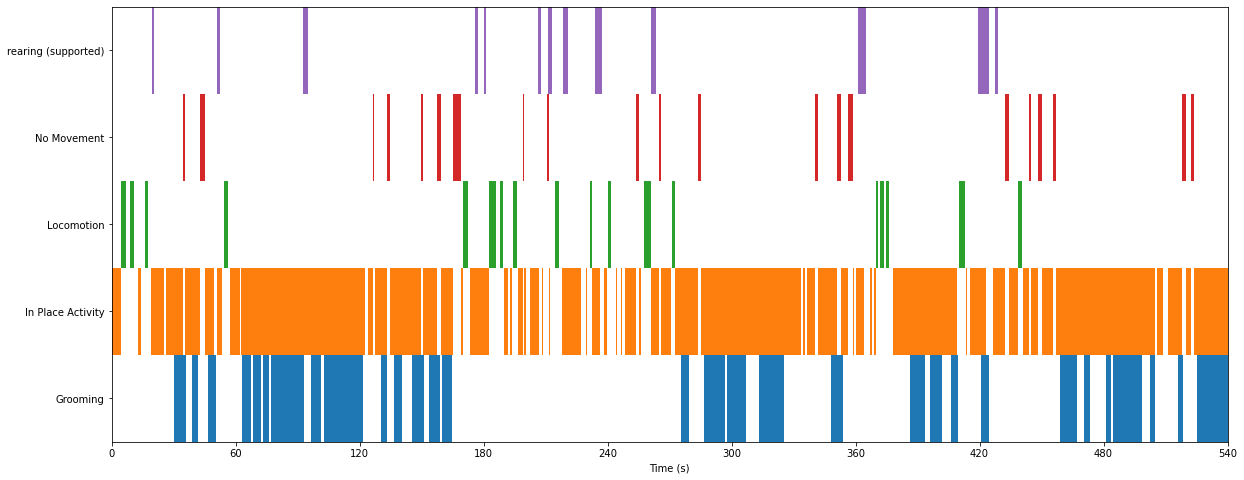 rearing (supported)
No Movement
Locomotion
In Place Activity
Grooming
0 60 120 180 240 300 360 420 480 540
Time (s)